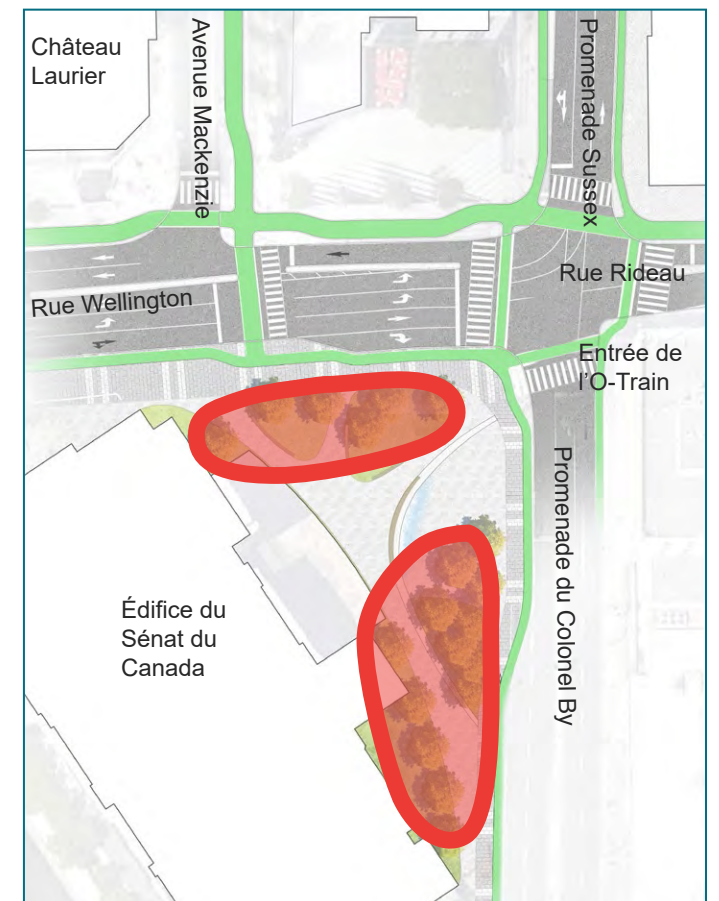 Château
Laurier
Avenue Mackenzie
Promenade Sussex
Rue Wellington
Rue Rideau
Entrée de
l'O-Train
Promenade du Colonel By
Édifice du
Sénat du
Canada